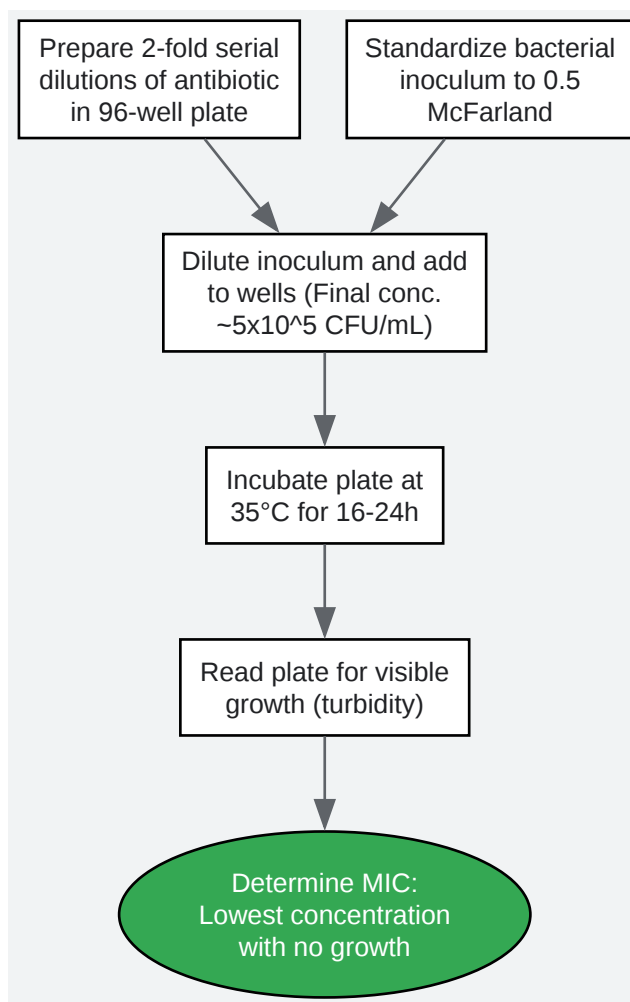 Prepare 2-fold serial
dilutions of antibiotic
in 96-well plate
Standardize bacterial
inoculum to 0.5
McFarland
Dilute inoculum and add
to wells (Final conc.
~5x10^5 CFU/mL)
Incubate plate at
35°C for 16-24h
Read plate for visible
growth (turbidity)
Determine MIC:
Lowest concentration
with no growth